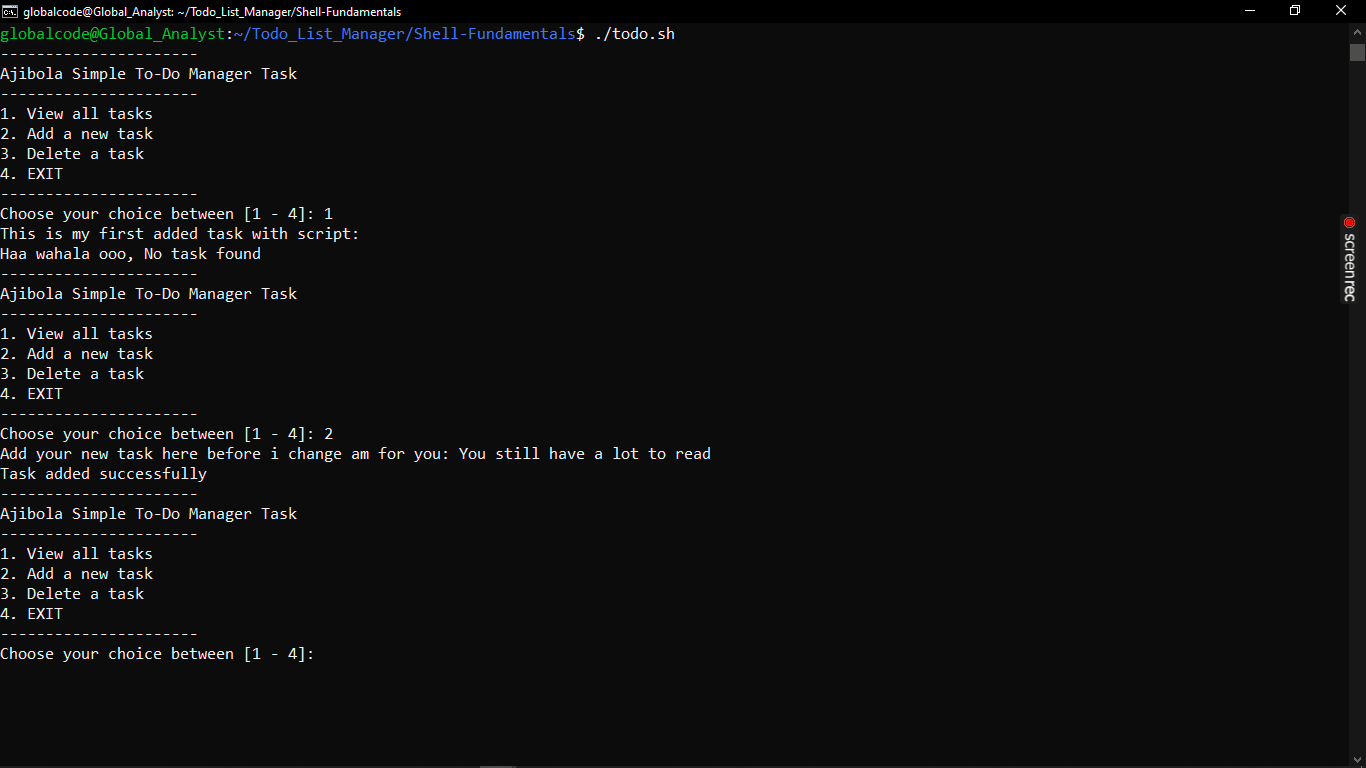 globalcode@Global_Analyst: ~/Todo_List_Manager/Shell-Fundamentals
globalcode@Global_Analyst:~/Todo_List_Manager/Shell-Fundamentals$ ./todo.sh
----------------------
Ajibola Simple To-Do Manager Task
----------------------
1. View all tasks
2. Add a new task
3. Delete a task
4. EXIT
----------------------
Choose your choice between [1 - 4]: 1
This is my first added task with script:
Haa wahala ooo, No task found
----------------------
Ajibola Simple To-Do Manager Task
----------------------
1. View all tasks
2. Add a new task
3. Delete a task
4. EXIT
----------------------
Choose your choice between [1 - 4]: 2
Add your new task here before i change am for you: You still have a lot to read
Task added successfully
----------------------
Ajibola Simple To-Do Manager Task
----------------------
1. View all tasks
2. Add a new task
3. Delete a task
4. EXIT
----------------------
Choose your choice between [1 - 4]:
screenrec